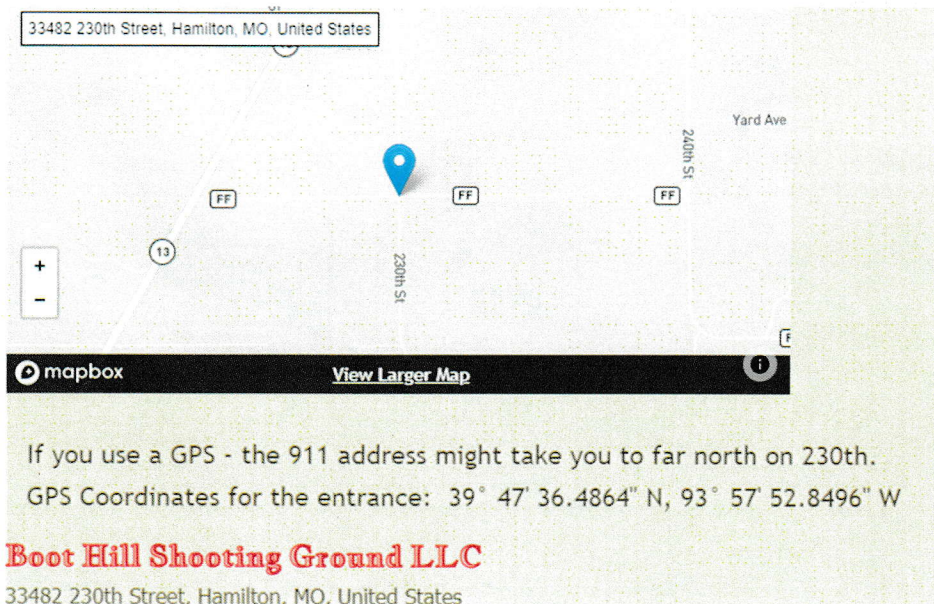 33482 230th Street, Hamilton, MO, United States
Yard Ave
240th St
FF
FF
FF
13
230th St
+
−
mapbox
View Larger Map
i
If you use a GPS - the 911 address might take you to far north on 230th.
GPS Coordinates for the entrance: 39° 47' 36.4864" N, 93° 57' 52.8496" W
Boot Hill Shooting Ground LLC
33482 230th Street, Hamilton, MO, United States